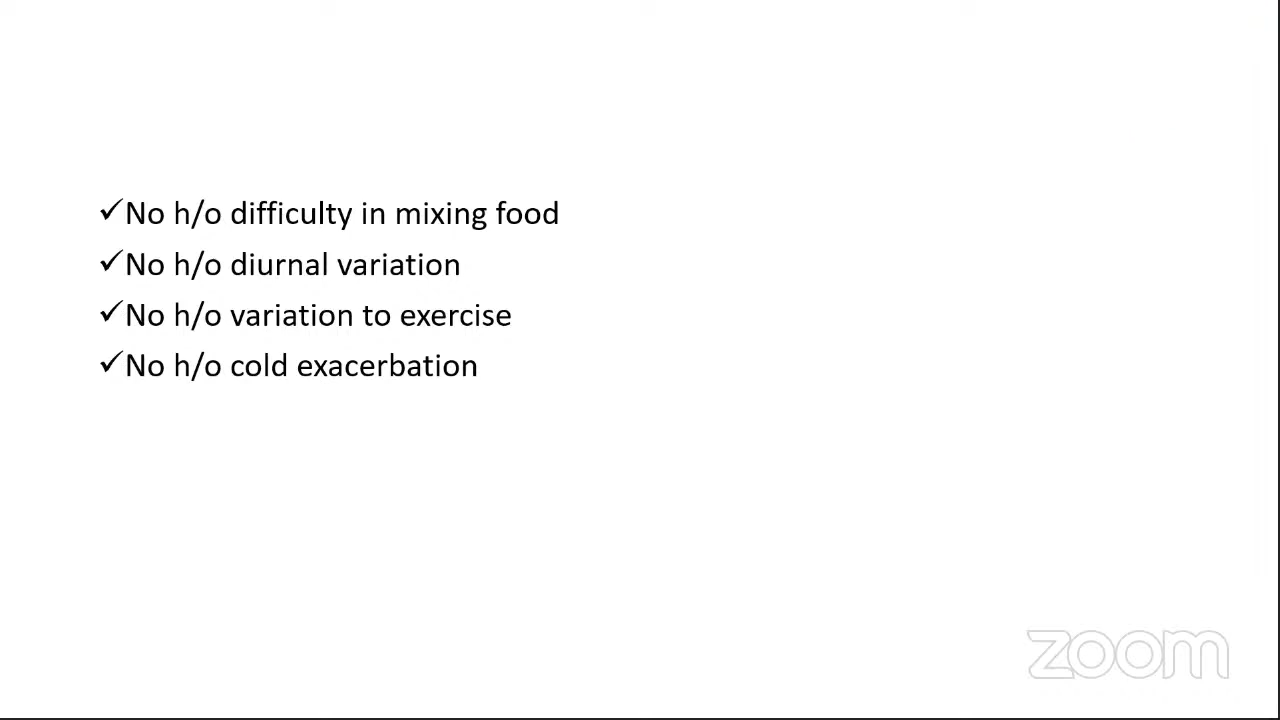 ✓No h/o difficulty in mixing food
✓No h/o diurnal variation
✓No h/o variation to exercise
✓No h/o cold exacerbation
zoom